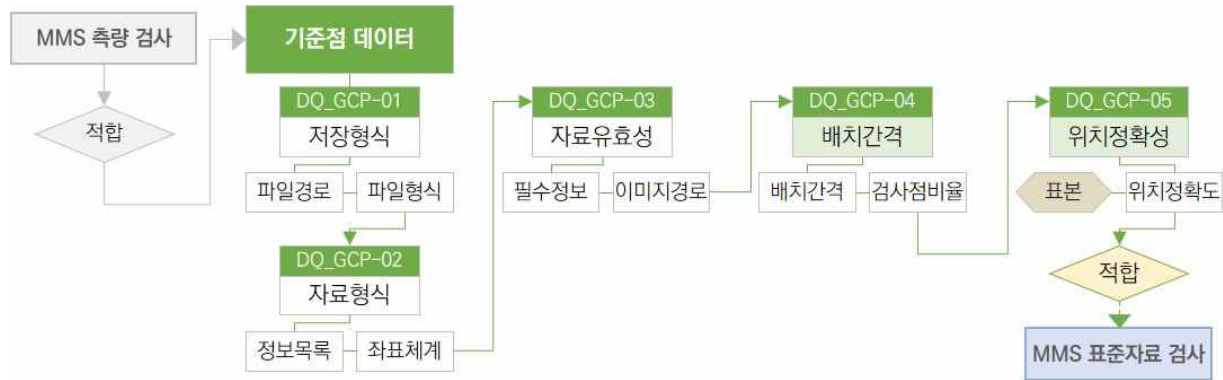 MMS 측량 검사
적합
기준점 데이터
DQ_GCP-01
저장형식
파일경로
파일형식
DQ_GCP-02
자료형식
정보목록
좌표체계
DQ_GCP-03
자료유효성
필수정보
이미지경로
DQ_GCP-04
배치간격
배치간격
검사점비율
DQ_GCP-05
위치정확성
표본
위치정확도
적합
MMS 표준자료 검사